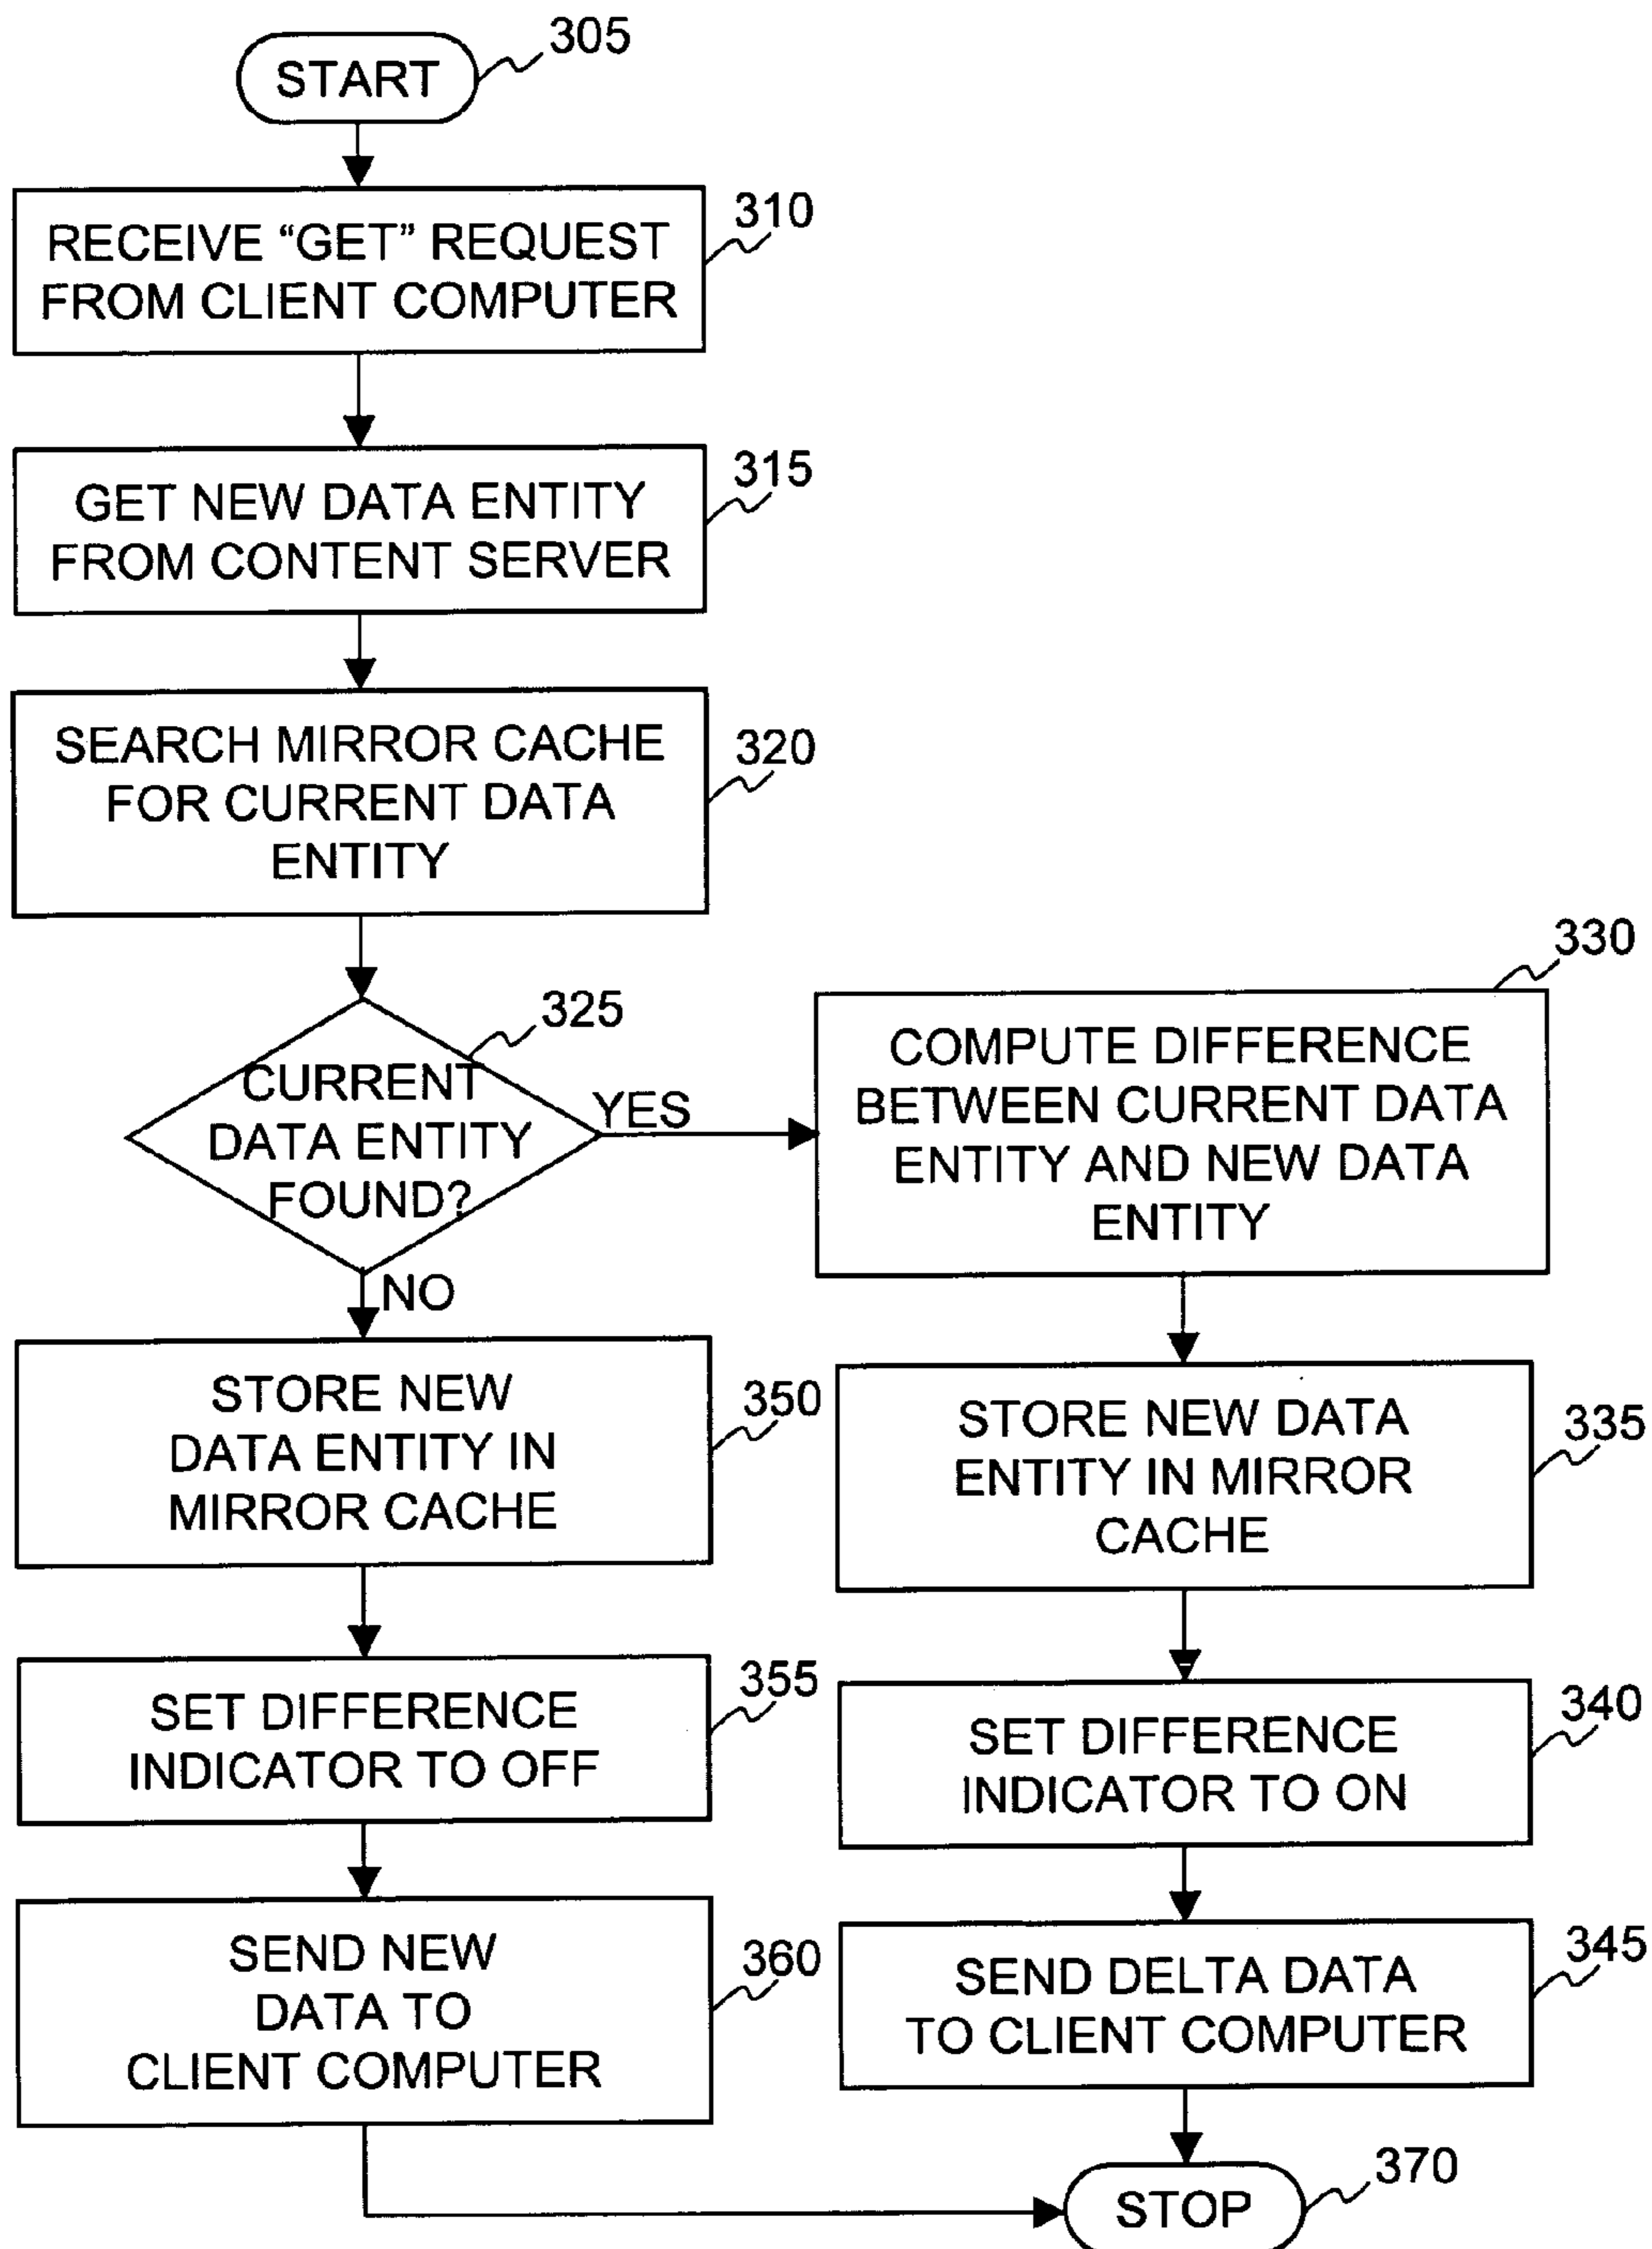 START
305
RECEIVE “GET” REQUEST
FROM CLIENT COMPUTER
310
GET NEW DATA ENTITY
FROM CONTENT SERVER
315
SEARCH MIRROR CACHE
FOR CURRENT DATA
ENTITY
320
CURRENT
DATA ENTITY
FOUND?
325
YES
NO
COMPUTE DIFFERENCE
BETWEEN CURRENT DATA
ENTITY AND NEW DATA
ENTITY
330
STORE NEW DATA
ENTITY IN MIRROR
CACHE
335
SET DIFFERENCE
INDICATOR TO ON
340
SEND DELTA DATA
TO CLIENT COMPUTER
345
STORE NEW
DATA ENTITY IN
MIRROR CACHE
350
SET DIFFERENCE
INDICATOR TO OFF
355
SEND NEW
DATA TO
CLIENT COMPUTER
360
STOP
370